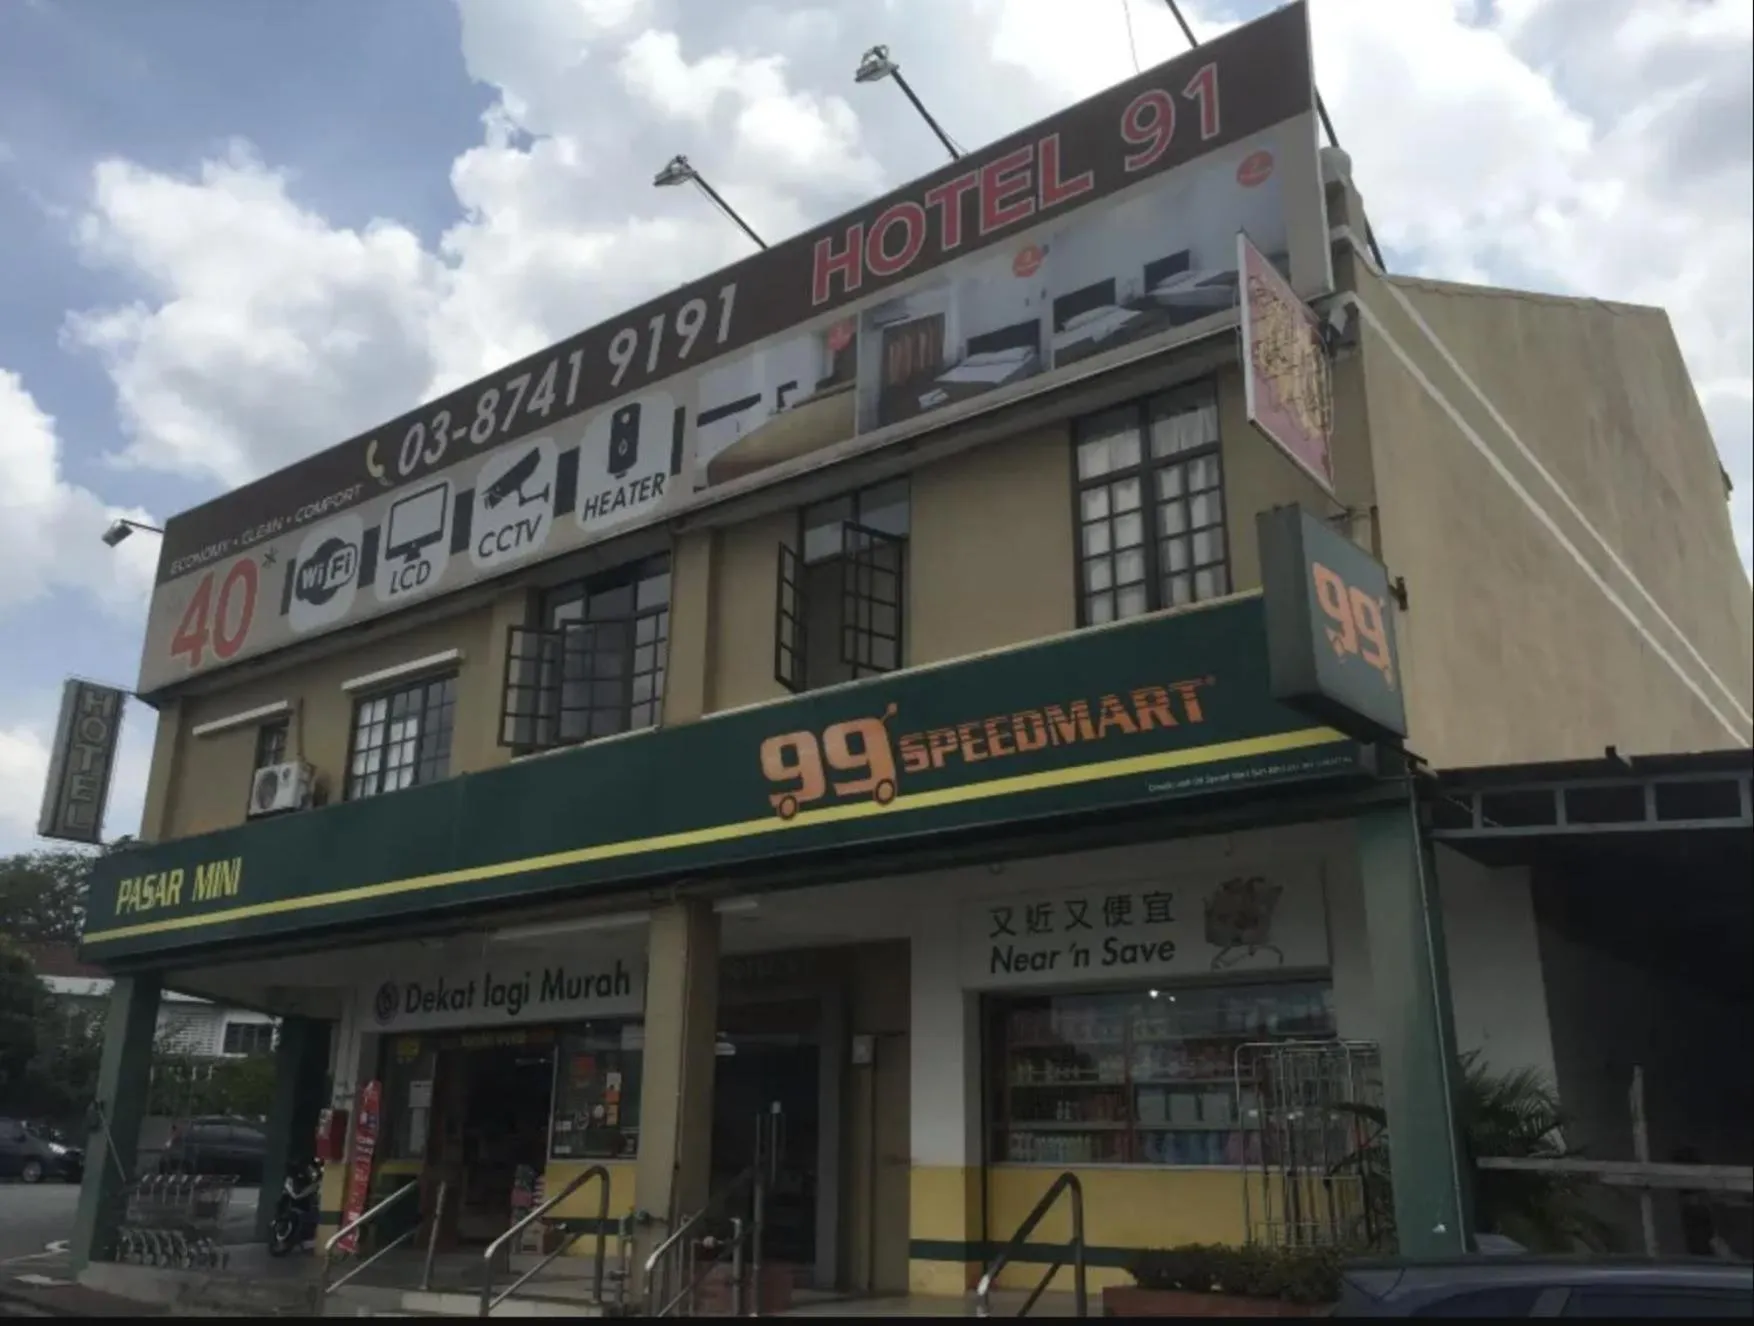 HOTEL 91
03-8741 9191
ECONOMY • CLEAN • COMFORT
40*
WiFi
LCD
CCTV
HEATER
HOTEL
99
99 SPEEDMART
PASAR MINI
Dekat lagi Murah
又近又便宜
Near 'n Save